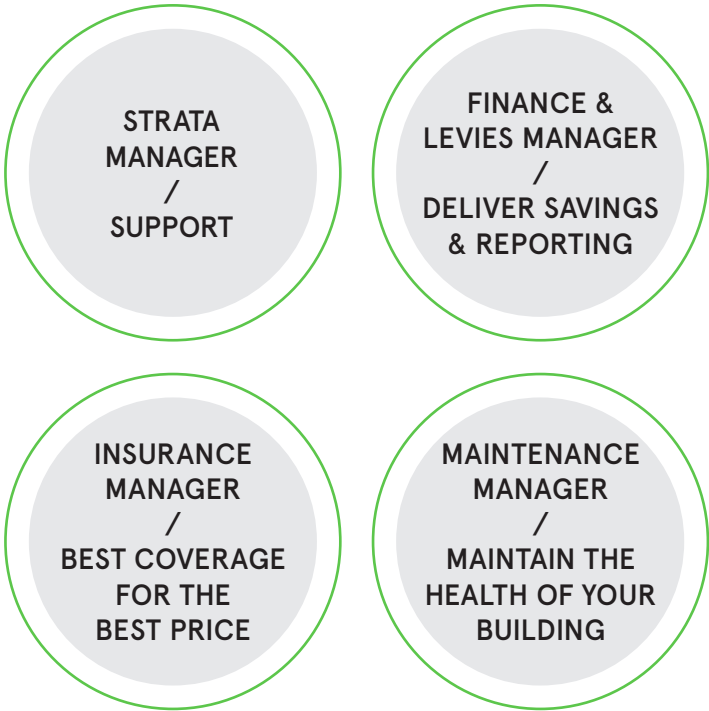 STRATA
MANAGER
/
SUPPORT
FINANCE &
LEVIES MANAGER
/
DELIVER SAVINGS
& REPORTING
INSURANCE
MANAGER
/
BEST COVERAGE
FOR THE
BEST PRICE
MAINTENANCE
MANAGER
/
MAINTAIN THE
HEALTH OF YOUR
BUILDING